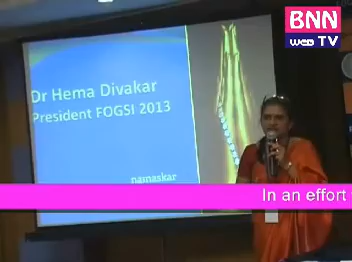 BNN
web TV
Dr Hema Divakar
President FOGSI 2013
namaskar
In an effort